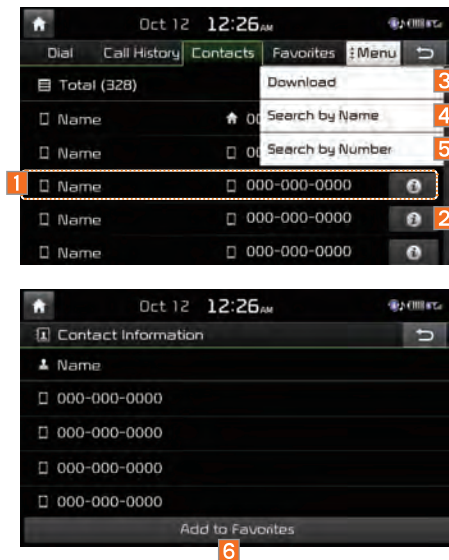 Oct 12 12:26AM
Dial Call History Contacts Favorites Menu
Total (328)
Download 3
Name
Search by Name 4
Name
Search by Number 5
1 Name 000-000-0000
Name 000-000-0000 2
Name 000-000-0000
Oct 12 12:26AM
Contact Information
Name
000-000-0000
000-000-0000
000-000-0000
000-000-0000
Add to Favorites
6